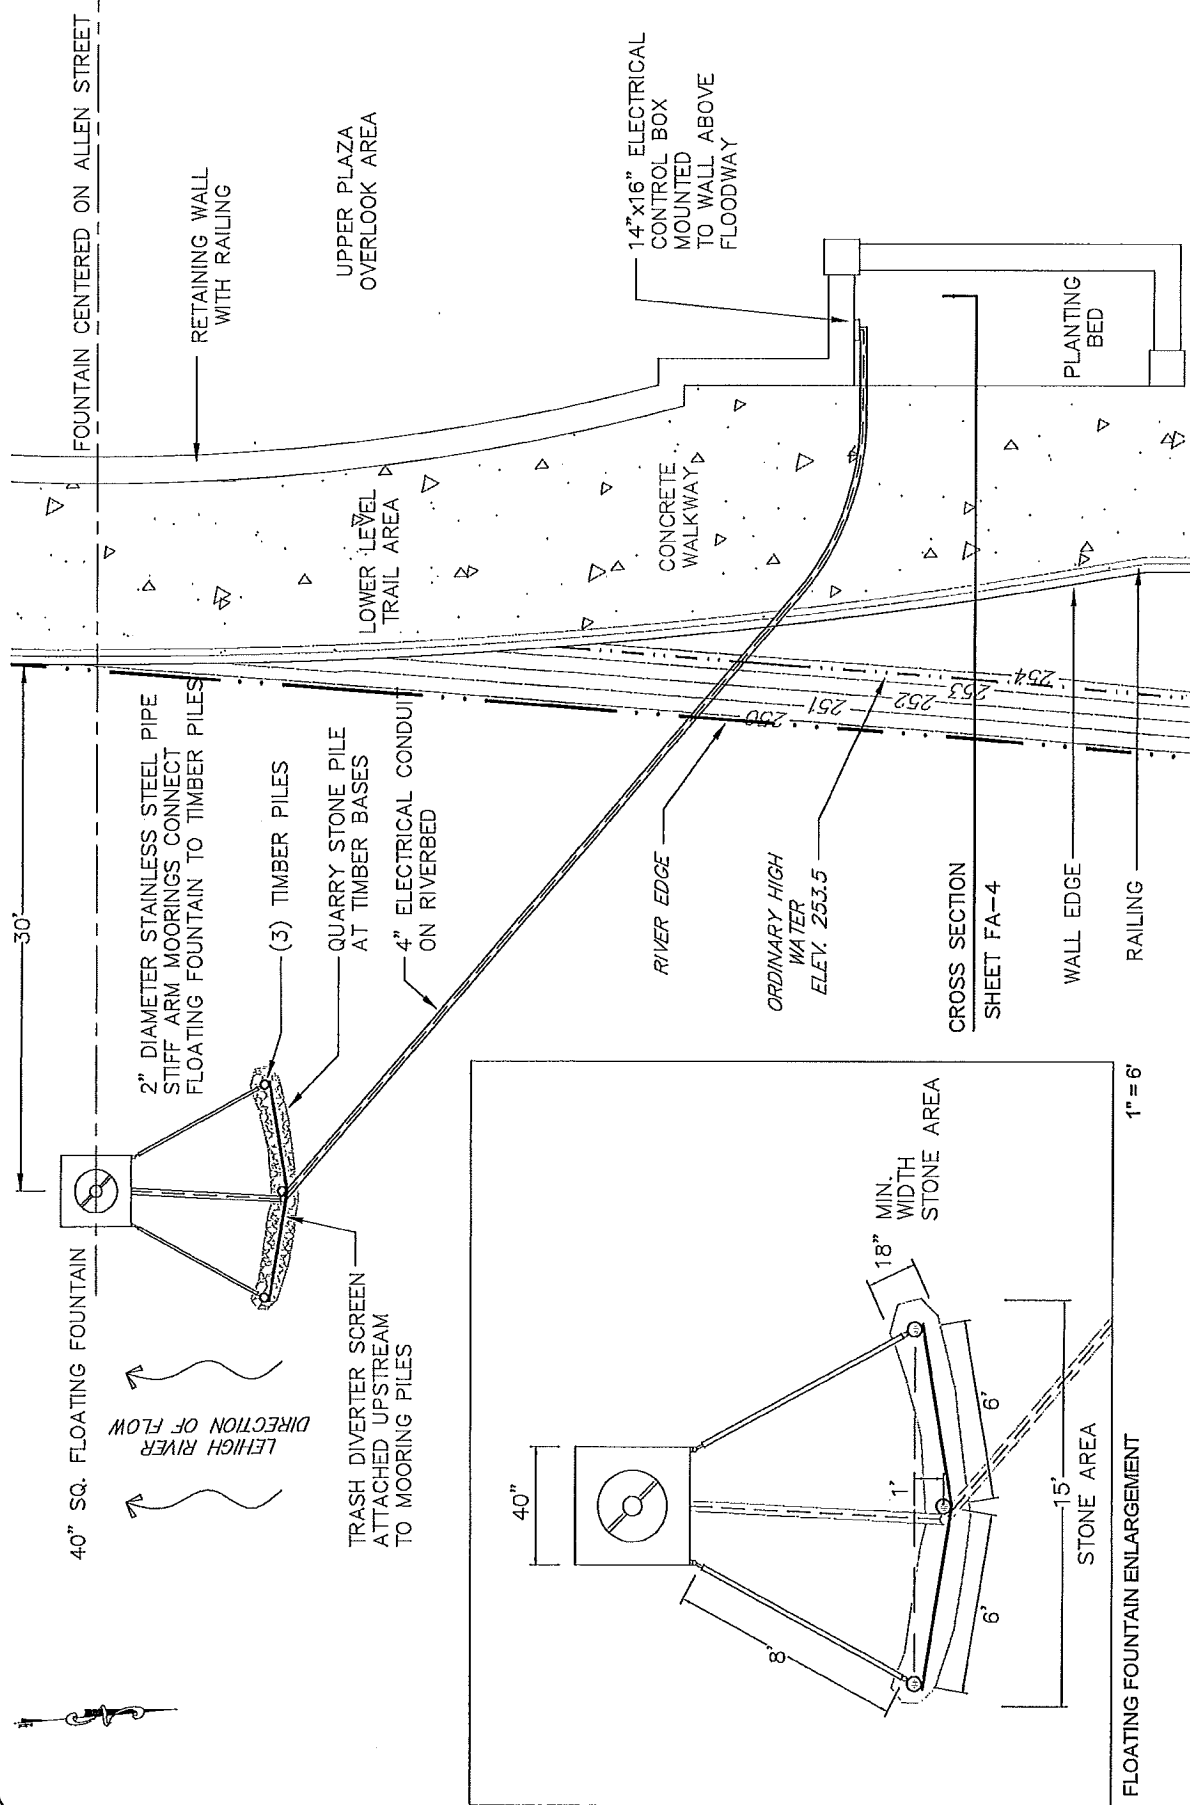 FOUNTAIN CENTERED ON ALLEN STREET
RETAINING WALL
WITH RAILING
UPPER PLAZA
OVERLOOK AREA
14"x16" ELECTRICAL
CONTROL BOX
MOUNTED
TO WALL ABOVE
FLOODWAY
LOWER LEVEL
TRAIL AREA
CONCRETE
WALKWAY
PLANTING
BED
30'
2" DIAMETER STAINLESS STEEL PIPE
STIFF ARM MOORINGS CONNECT
FLOATING FOUNTAIN TO TIMBER PILES
(3) TIMBER PILES
QUARRY STONE PILE
AT TIMBER BASES
4" ELECTRICAL CONDUI
ON RIVERBED
250
251
252
253
254
RIVER EDGE
ORDINARY HIGH
WATER
ELEV. 253.5
CROSS SECTION
SHEET FA-4
WALL EDGE
RAILING
40" SQ. FLOATING FOUNTAIN
LEHIGH RIVER
DIRECTION OF FLOW
TRASH DIVERTER SCREEN
ATTACHED UPSTREAM
TO MOORING PILES
40"
8'
18" MIN.
WIDTH
STONE AREA
1'
6'
6'
15'
STONE AREA
FLOATING FOUNTAIN ENLARGEMENT
1" = 6'